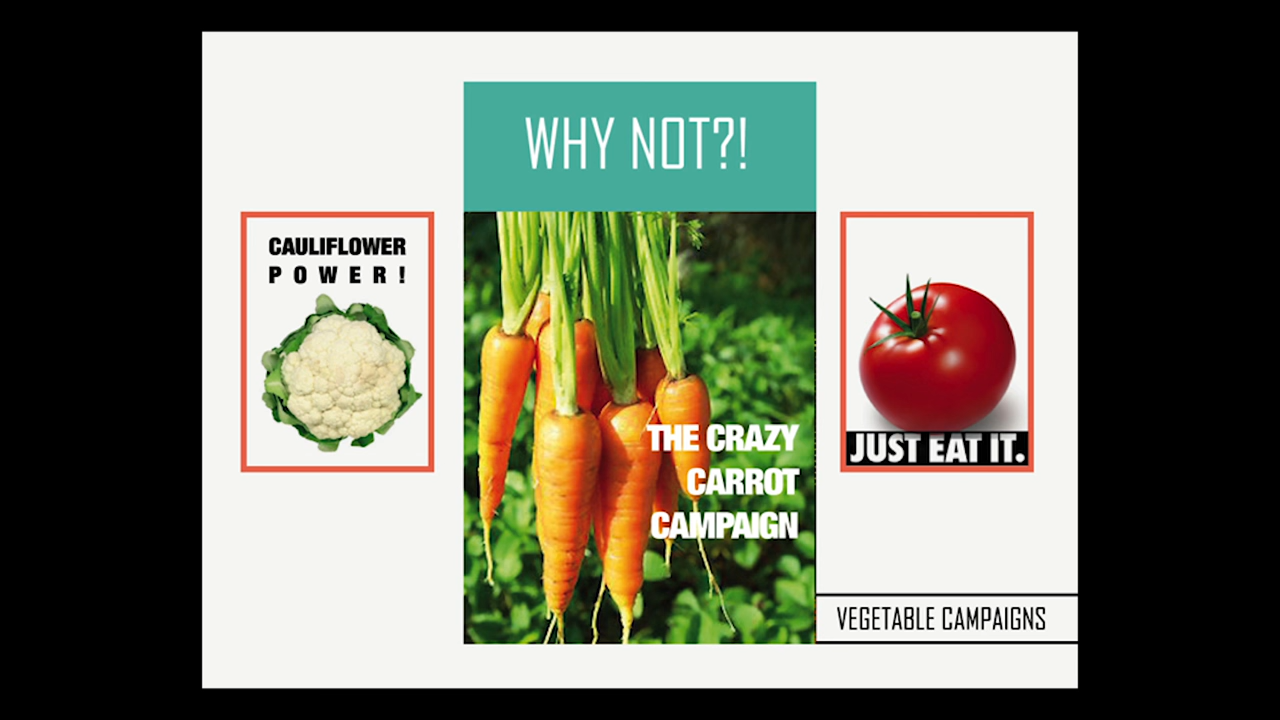 WHY NOT?!
CAULIFLOWER
POWER!
THE CRAZY
CARROT
CAMPAIGN
JUST EAT IT.
VEGETABLE CAMPAIGNS